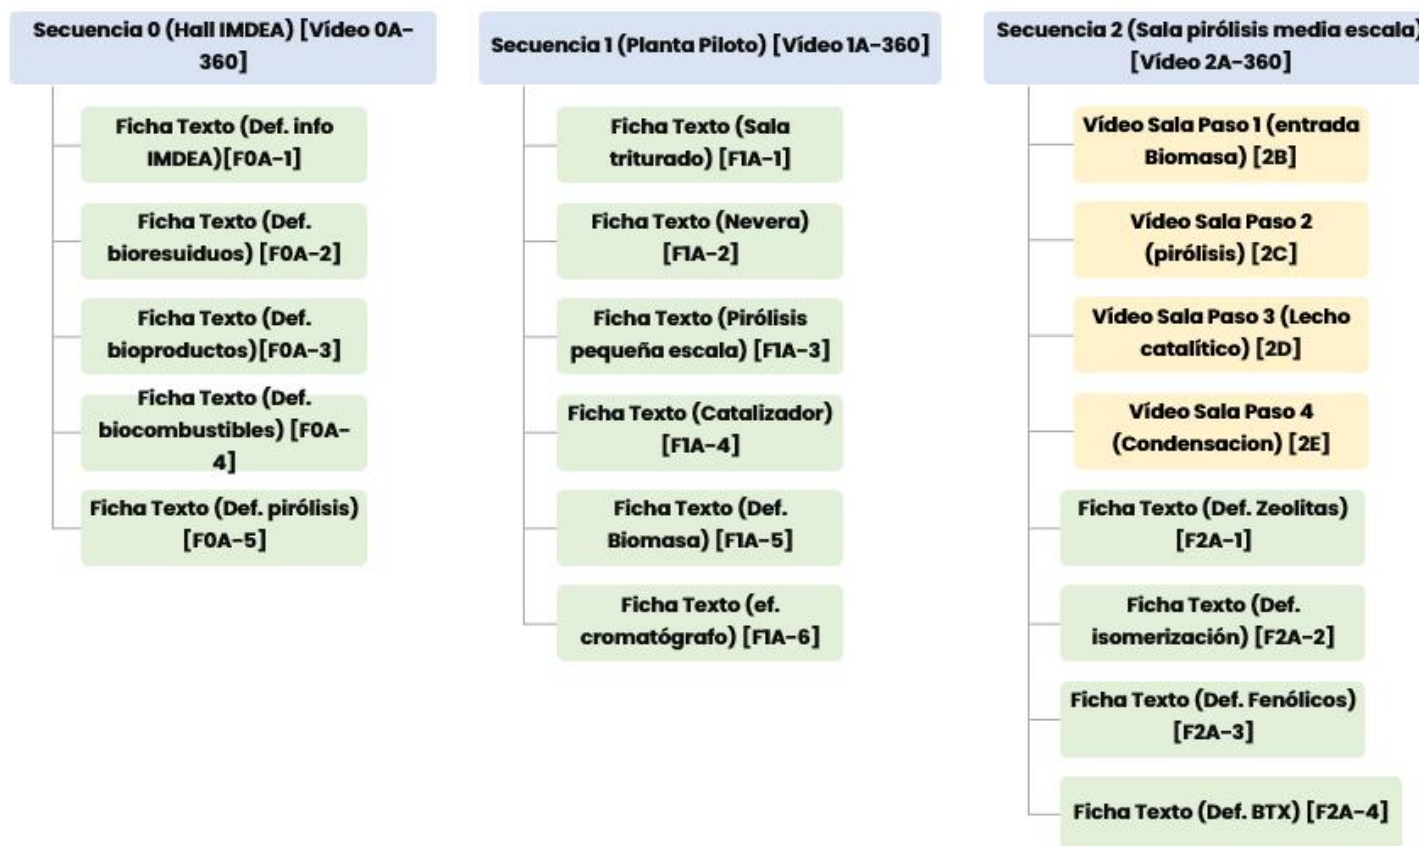 Secuencia 0 (Hall IMDEA) [Vídeo 0A-
360]
Ficha Texto (Def. info
IMDEA)[F0A-1]
Ficha Texto (Def.
bioresuiduos) [F0A-2]
Ficha Texto (Def.
bioproductos)[F0A-3]
Ficha Texto (Def.
biocombustibles) [F0A-
4]
Ficha Texto (Def. pirólisis)
[F0A-5]
Secuencia 1 (Planta Piloto) [Vídeo 1A-360]
Ficha Texto (Sala
triturado) [F1A-1]
Ficha Texto (Nevera)
[F1A-2]
Ficha Texto (Pirólisis
pequeña escala) [F1A-3]
Ficha Texto (Catalizador)
[F1A-4]
Ficha Texto (Def.
Biomasa) [F1A-5]
Ficha Texto (ef.
cromatógrafo) [F1A-6]
Secuencia 2 (Sala pirólisis media escala)
[Vídeo 2A-360]
Vídeo Sala Paso 1 (entrada
Biomasa) [2B]
Vídeo Sala Paso 2
(pirólisis) [2C]
Vídeo Sala Paso 3 (Lecho
catalítico) [2D]
Vídeo Sala Paso 4
(Condensacion) [2E]
Ficha Texto (Def. Zeolitas)
[F2A-1]
Ficha Texto (Def.
isomerización) [F2A-2]
Ficha Texto (Def. Fenólicos)
[F2A-3]
Ficha Texto (Def. BTX) [F2A-4]